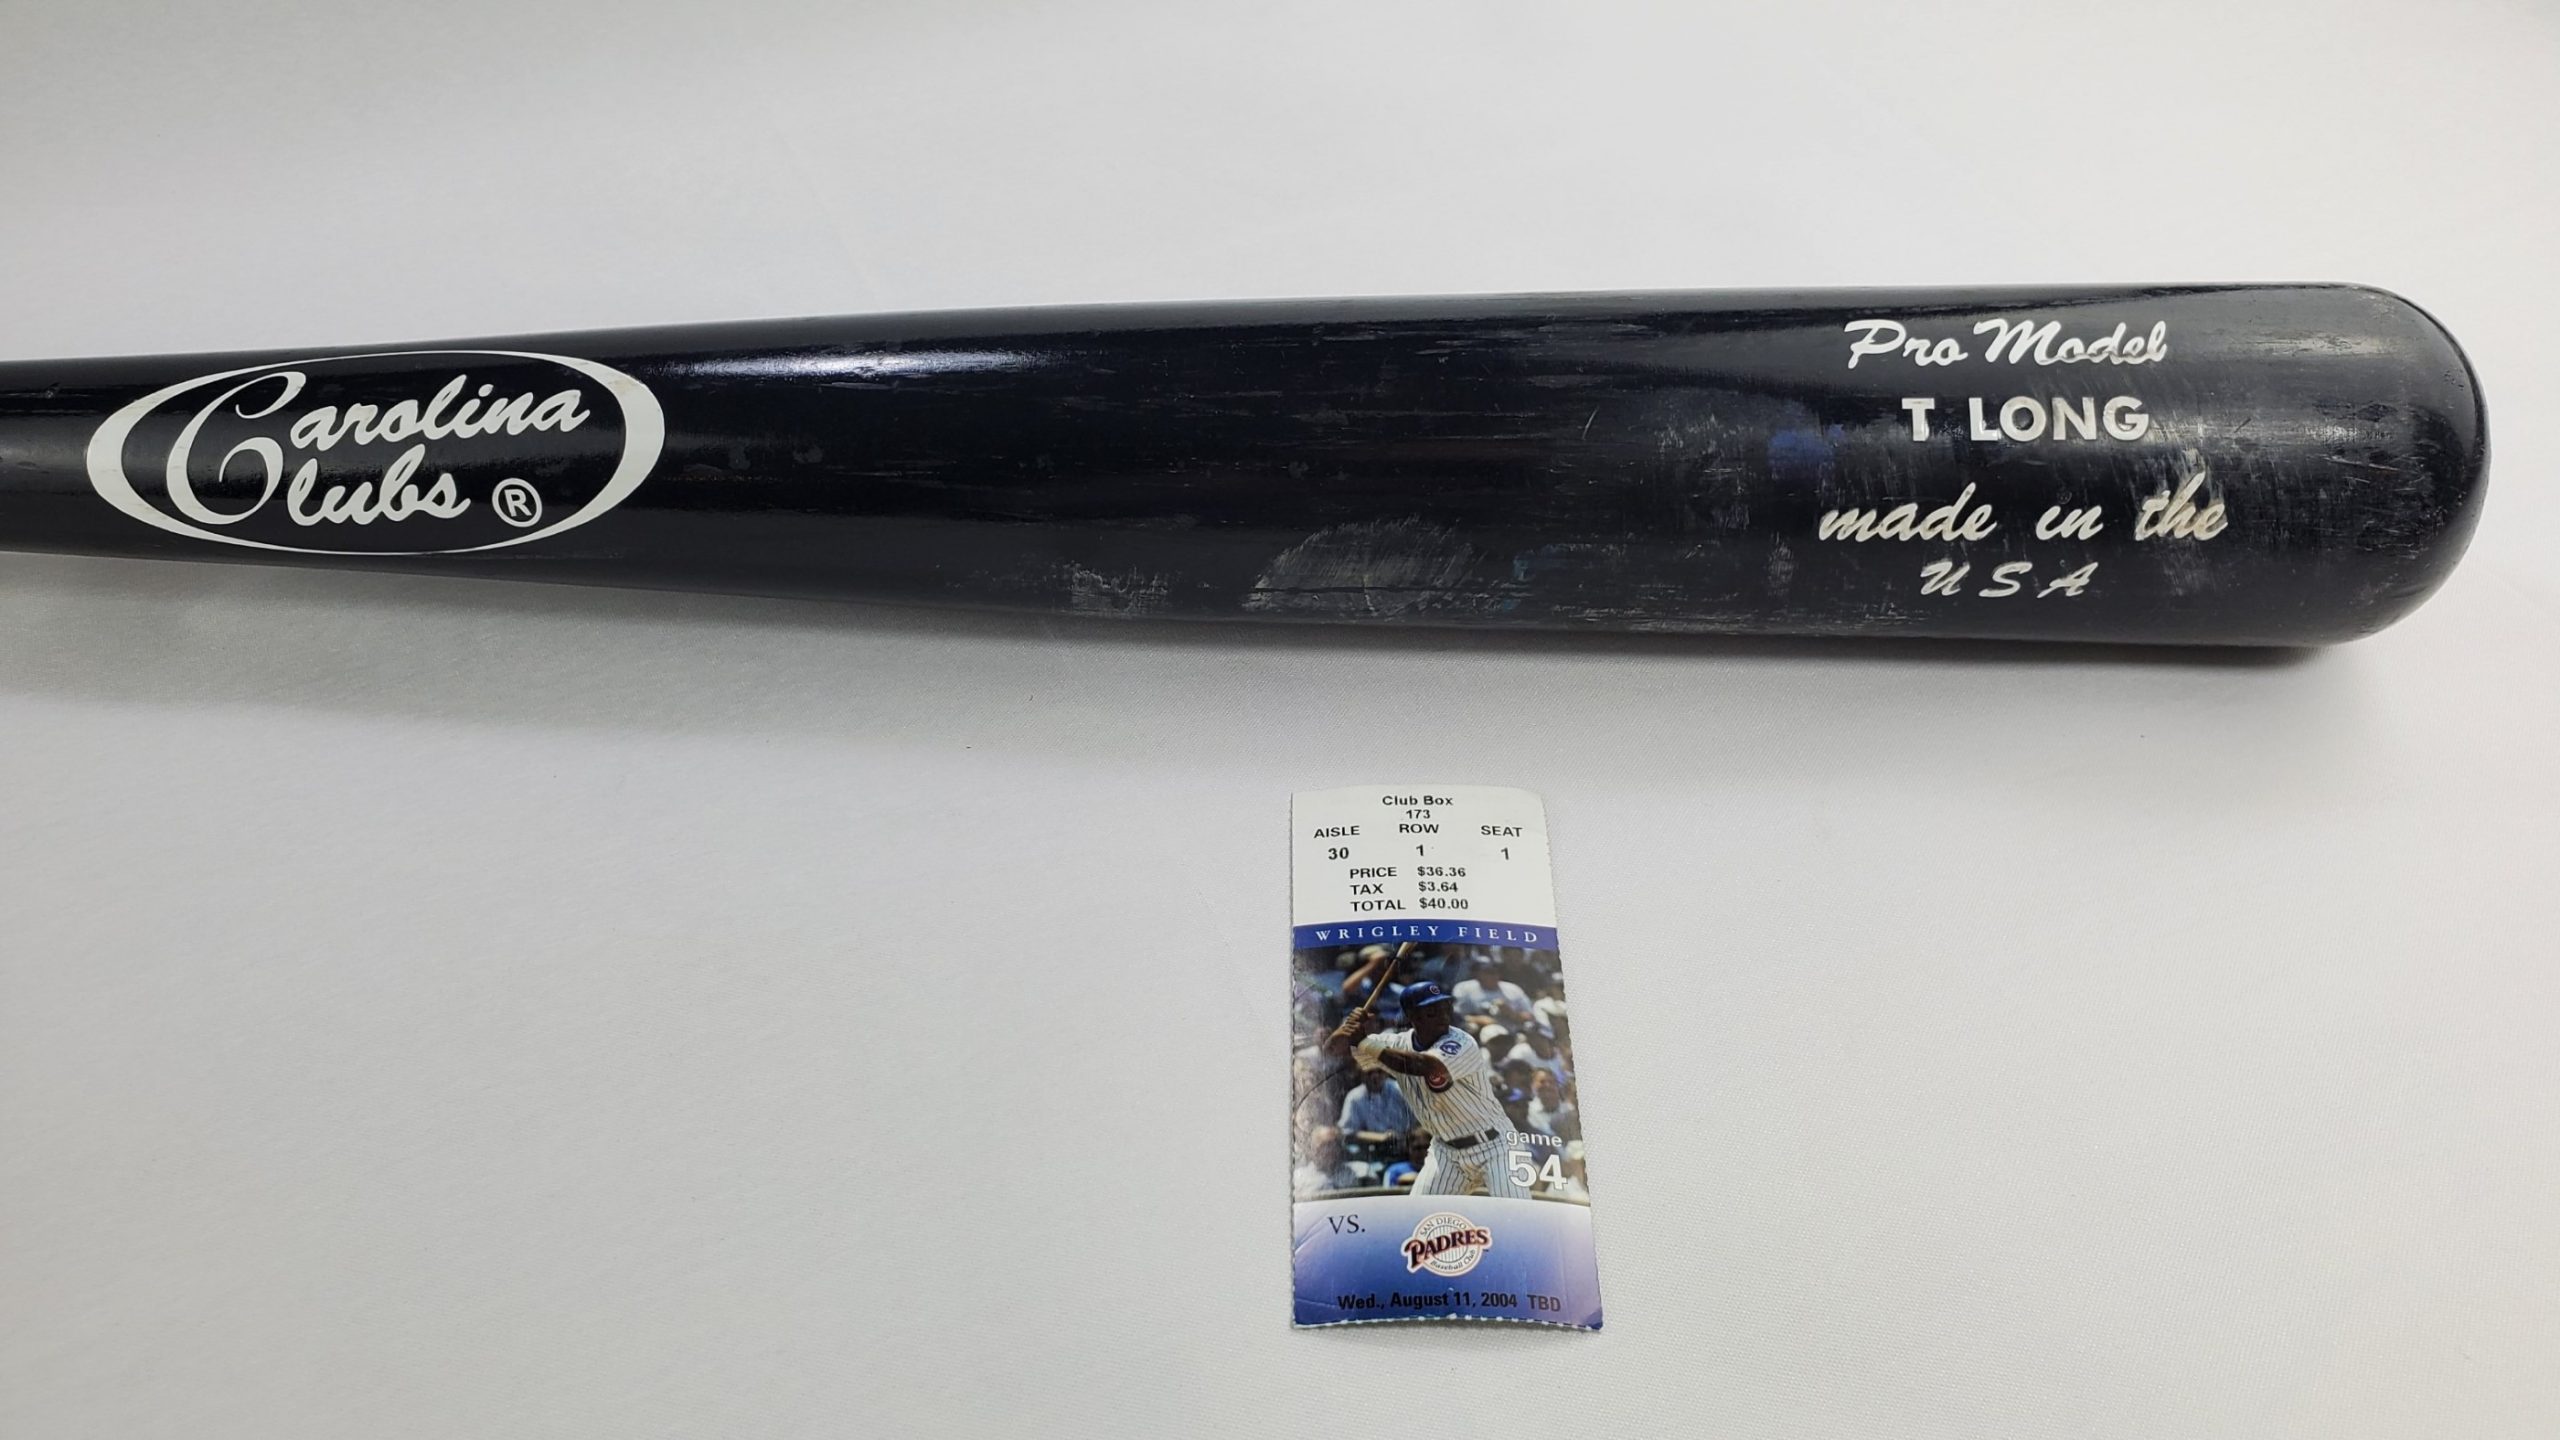 Carolina
Clubs ®
Pro Model
T LONG
made in the
U S A
Club Box
173
AISLE ROW SEAT
30 1 1
PRICE $36.36
TAX $3.64
TOTAL $40.00
WRIGLEY FIELD
game
54
VS.
SAN DIEGO
PADRES
Baseball Club
Wed., August 11, 2004 TBD